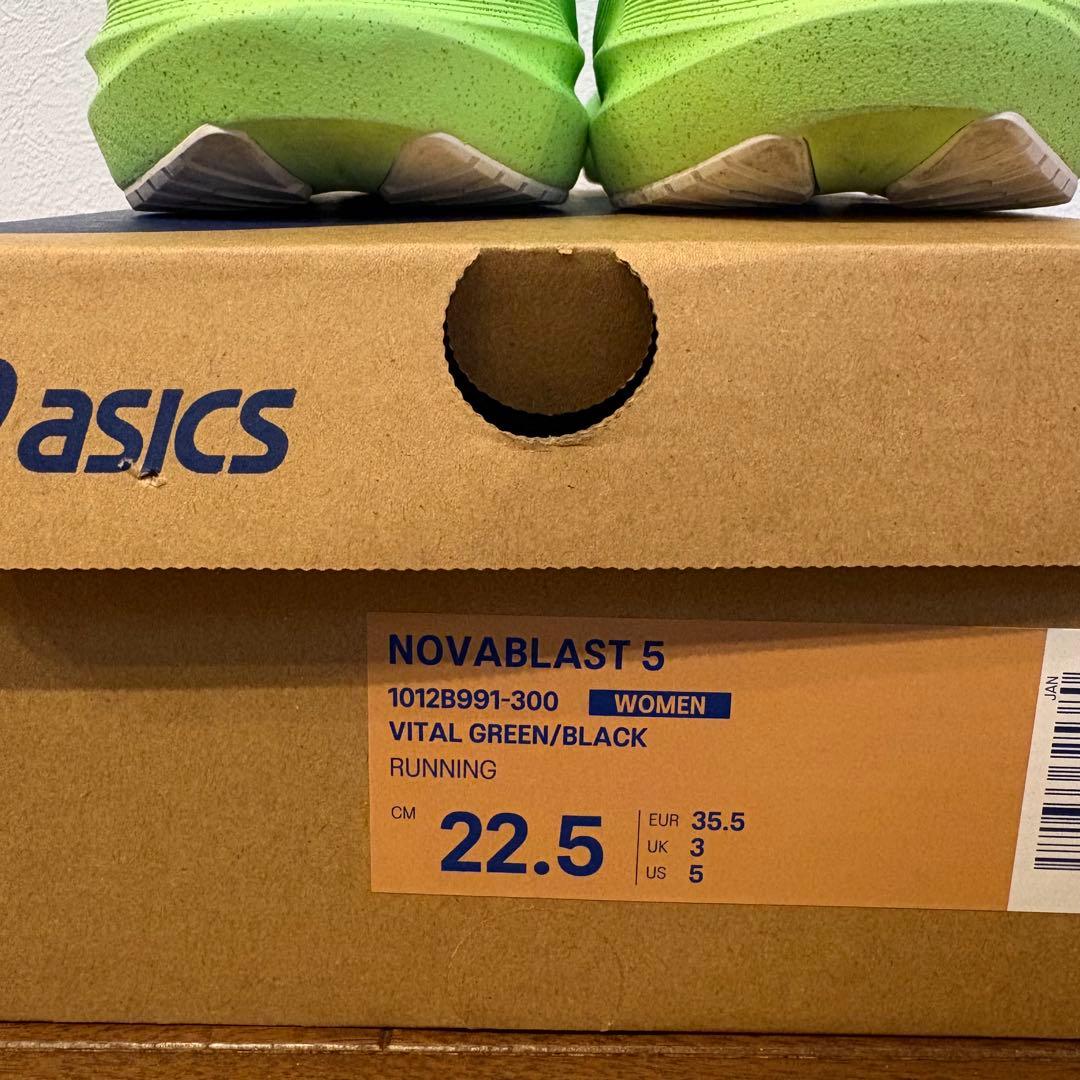 asics
NOVABLAST 5
1012B991-300 WOMEN
VITAL GREEN/BLACK
RUNNING
CM 22.5
EUR 35.5
UK 3
US 5
JAN